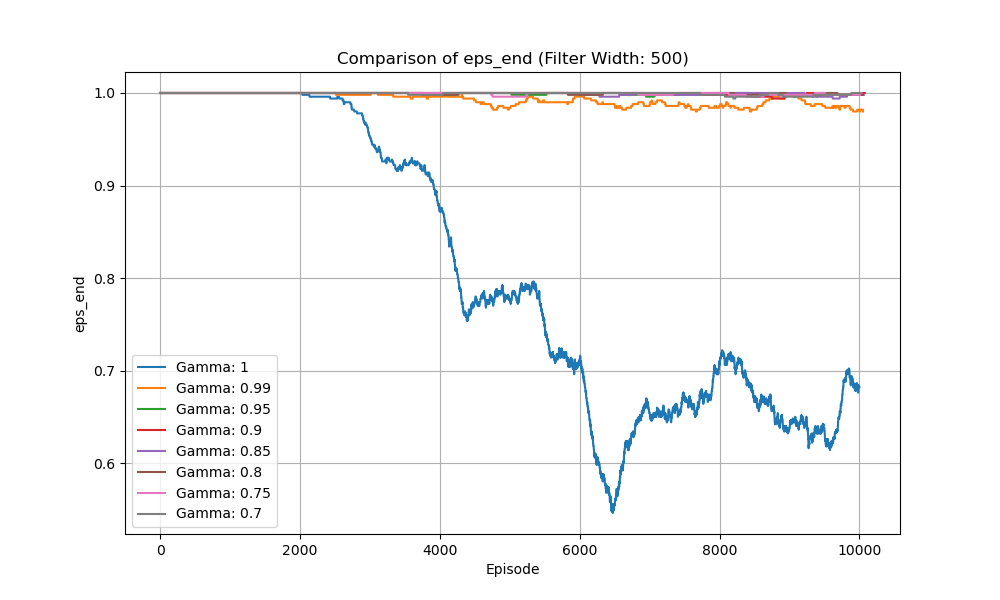 Comparison of eps_end (Filter Width: 500)
eps_end
1.0
0.9
0.8
0.7
0.6
Gamma: 1
Gamma: 0.99
Gamma: 0.95
Gamma: 0.9
Gamma: 0.85
Gamma: 0.8
Gamma: 0.75
Gamma: 0.7
0
2000
4000
6000
8000
10000
Episode